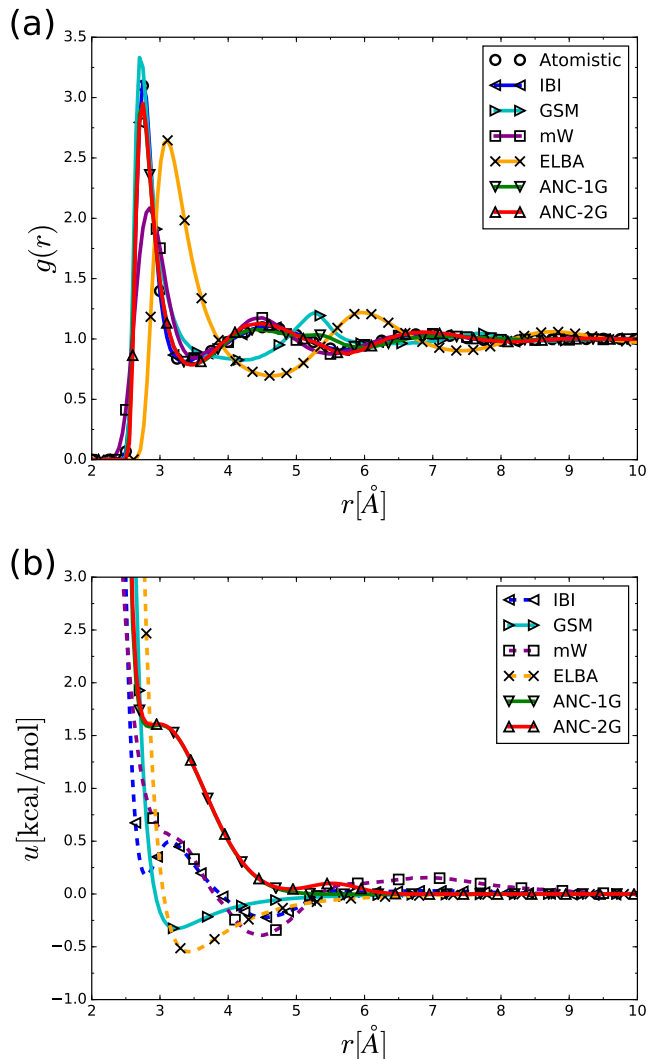 (a)
3.5
3.0
2.5
2.0
1.5
1.0
0.5
0.0
g(r)
Atomistic
IBI
GSM
mW
ELBA
ANC-1G
ANC-2G
2 3 4 5 6 7 8 9 10
r[Å]
(b)
3.0
2.5
2.0
1.5
1.0
0.5
0.0
−0.5
−1.0
u[kcal/mol]
IBI
GSM
mW
ELBA
ANC-1G
ANC-2G
2 3 4 5 6 7 8 9 10
r[Å]